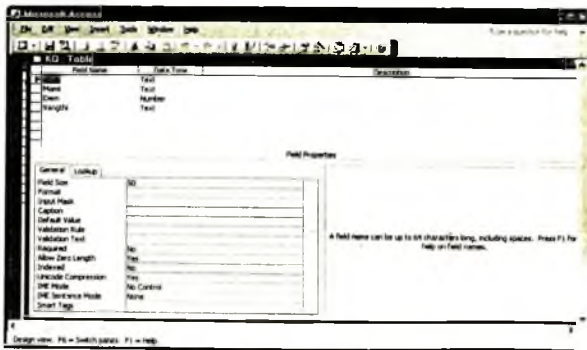 Microsoft Access
File Edit View Insert Tools Window Help
Type a question for help
KQ : Table
Field Name Data Type Description
Text
Text
Number
Text
Field Properties
General Lookup
Field Size 50
Format
Input Mask
Caption
Default Value
Validation Rule
Validation Text
Required No
Allow Zero Length Yes
Indexed No
Unicode Compression Yes
IME Mode No Control
IME Sentence Mode None
Smart Tags
A field name can be up to 64 characters long, including spaces. Press F1 for
help on field names.
Design view. F6 = Switch panes. F1 = Help.